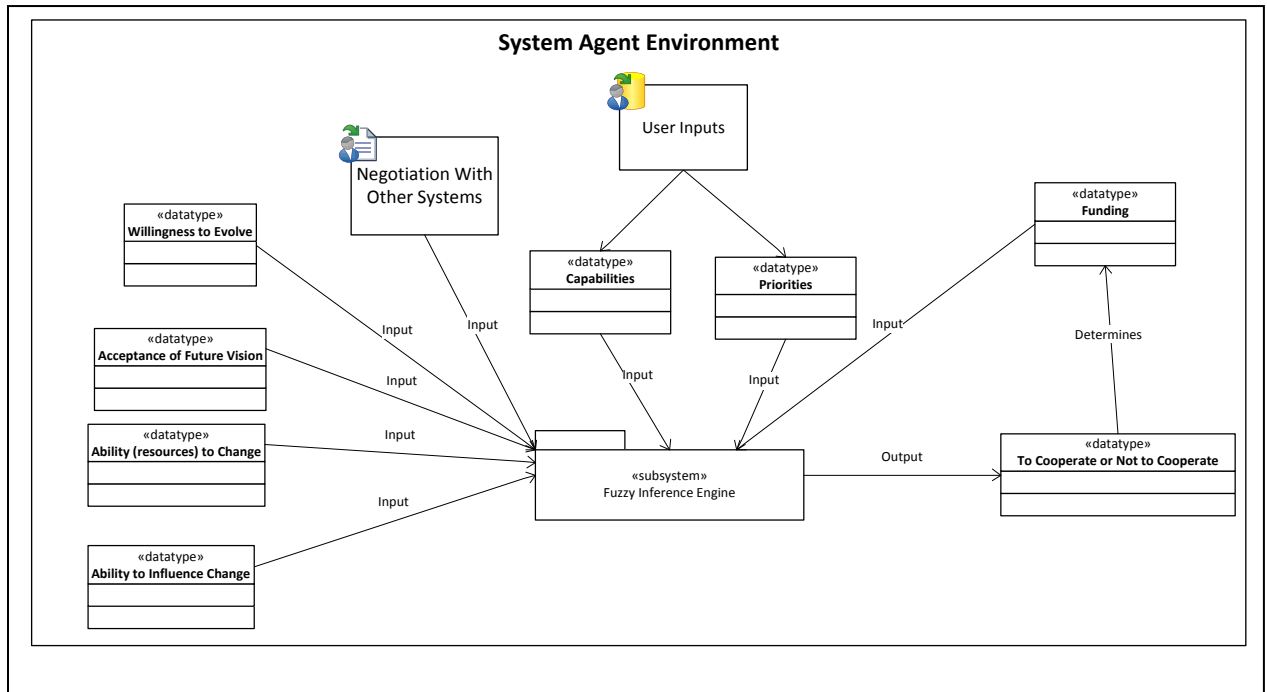 System Agent Environment
User Inputs
Negotiation With
Other Systems
«datatype»
Willingness to Evolve
«datatype»
Funding
«datatype»
Capabilities
«datatype»
Priorities
«datatype»
Acceptance of Future Vision
Input
Input
Input
Determines
Input
Input
Input
«datatype»
Ability (resources) to Change
Input
«datatype»
To Cooperate or Not to Cooperate
Output
«subsystem»
Fuzzy Inference Engine
Input
«datatype»
Ability to Influence Change